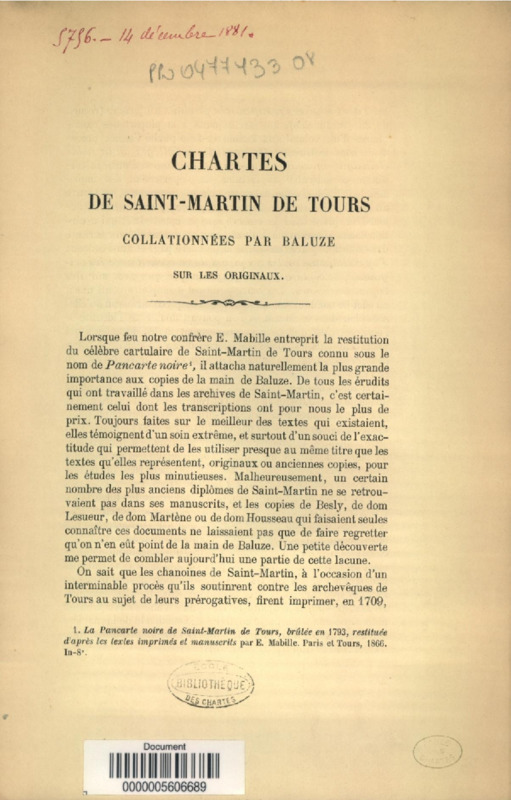 5756. — 14 décembre 1881.
PRO 0477433 08
CHARTES
DE SAINT-MARTIN DE TOURS
COLLATIONNÉES PAR BALUZE
SUR LES ORIGINAUX.
Lorsque feu notre confrère E. Mabille entreprit la restitution
du célèbre cartulaire de Saint-Martin de Tours connu sous le
nom de Pancarte noire¹, il attacha naturellement la plus grande
importance aux copies de la main de Baluze. De tous les érudits
qui ont travaillé dans les archives de Saint-Martin, c'est certai-
nement celui dont les transcriptions ont pour nous le plus de
prix. Toujours faites sur le meilleur des textes qui existaient,
elles témoignent d'un soin extrême, et surtout d'un souci de l'exac-
titude qui permettent de les utiliser presque au même titre que les
textes qu'elles représentent, originaux ou anciennes copies, pour
les études les plus minutieuses. Malheureusement, un certain
nombre des plus anciens diplômes de Saint-Martin ne se retrou-
vaient pas dans ses manuscrits, et les copies de Besly, de dom
Lesueur, de dom Martène ou de dom Housseau qui faisaient seules
connaître ces documents ne laissaient pas que de faire regretter
qu'on n'en eût point de la main de Baluze. Une petite découverte
me permet de combler aujourd'hui une partie de cette lacune.
On sait que les chanoines de Saint-Martin, à l'occasion d'un
interminable procès qu'ils soutinrent contre les archevêques de
Tours au sujet de leurs prérogatives, firent imprimer, en 1709,
1. La Pancarte noire de Saint-Martin de Tours, brûlée en 1793, restituée
d'après les textes imprimés et manuscrits par E. Mabille. Paris et Tours, 1866.
In-8°.
ÉCOLE
BIBLIOTHÈQUE
DES CHARTES
Document
0000005606689